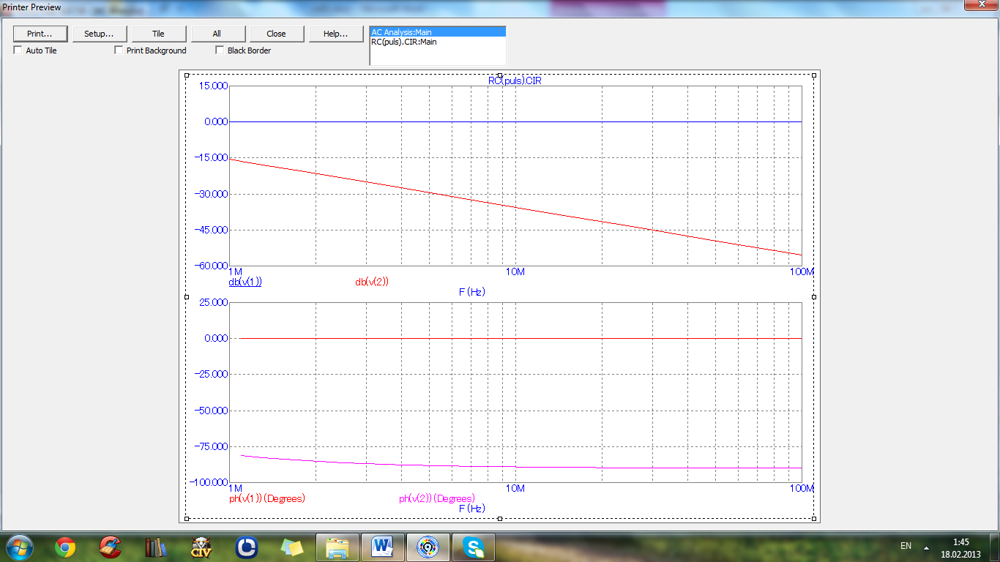 Printer Preview
Print... Setup... Tile All Close Help...
Auto Tile Print Background Black Border
AC Analysis:Main
RC(puls).CIR:Main
RC(puls).CIR
15.000
0.000
-15.000
-30.000
-45.000
-60.000
1M 10M 100M
db(v(1)) db(v(2))
F (Hz)
25.000
0.000
-25.000
-50.000
-75.000
-100.000
1M 10M 100M
ph(v(1)) (Degrees) ph(v(2)) (Degrees)
F (Hz)
CIV
EN
1:45
18.02.2013